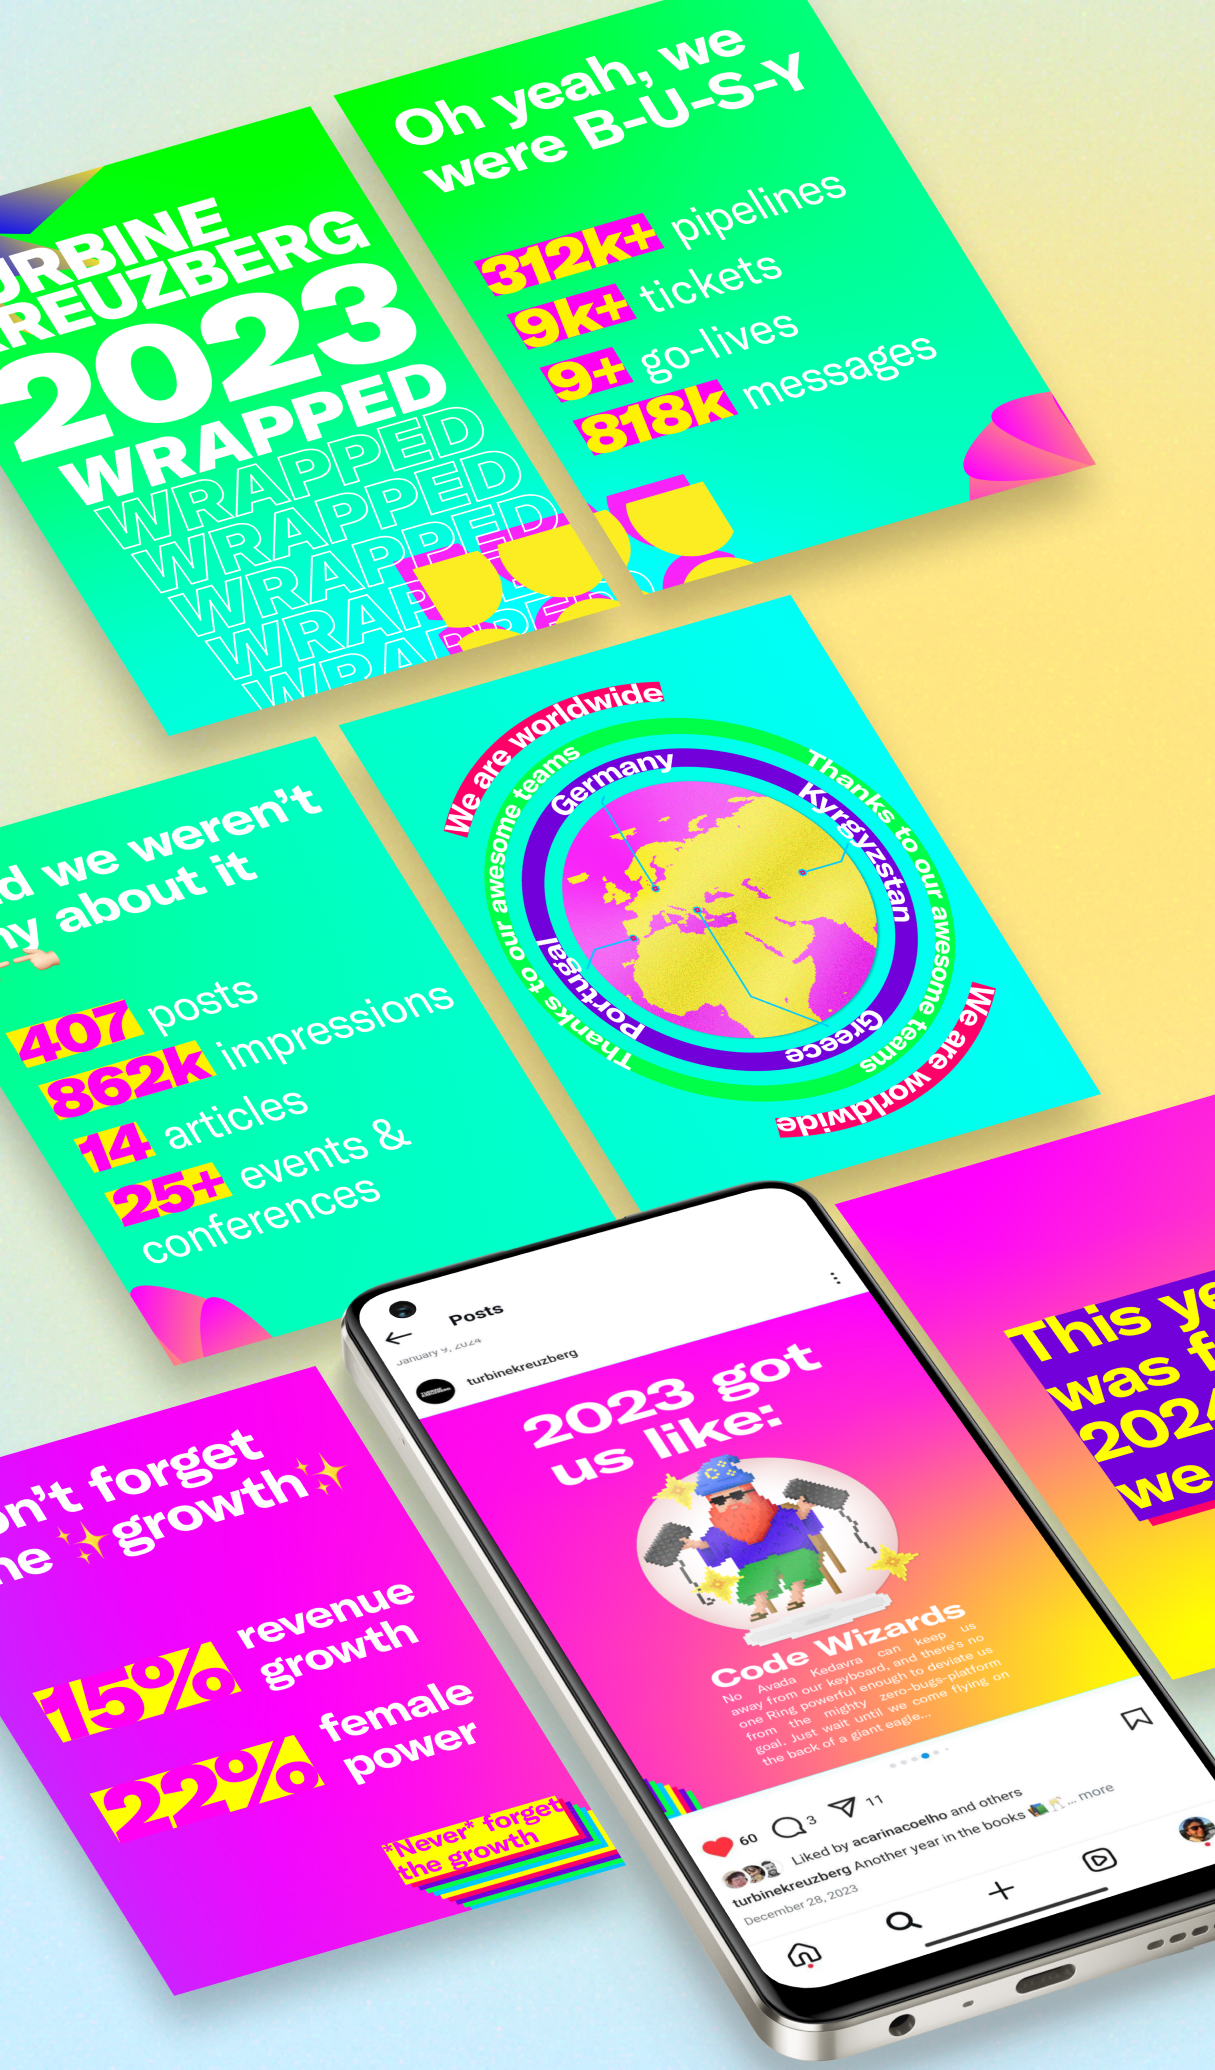 URBINE
KREUZBERG
2023
WRAPPED
WRAPPED
WRAPPED
WRAPPED
WRAPPED
WRAPPED
Oh yeah, we
were B-U-S-Y
312k+ pipelines
9k+ tickets
9+ go-lives
818k messages
d we weren't
ny about it
407 posts
862k impressions
14 articles
25+ events &
conferences
We are worldwide
Thanks to our awesome teams
Germany
Kyrgyzstan
Portugal
Greece
Thanks to our awesome teams
We are worldwide
on't forget
he ✨growth✨
15% revenue
growth
22% female
power
*Never* forget
the growth
Posts
January 9, 2024
turbinekreuzberg
2023 got
us like:
Code Wizards
No Avada Kedavra can keep us
away from our keyboard, and there's no
one Ring powerful enough to deviate us
from the mighty zero-bugs-platform
goal. Just wait until we come flying on
the back of a giant eagle...
60 3 11
Liked by acarinacoelho and others
turbinekreuzberg Another year in the books ... more
December 28, 2023
This ye
was f
2024
we